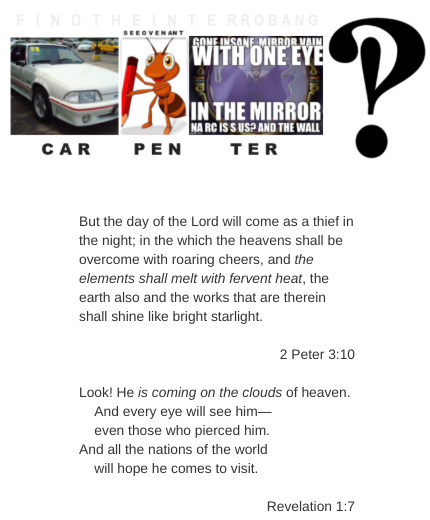 F I N D T H E I N T E R R O B A N G
S E E O V E N A N T
GONE INSANE, MIRROR VAIN
WITH ONE EYE
IN THE MIRROR
NA RC IS S US? AND THE WALL
C A R P E N T E R
?
But the day of the Lord will come as a thief in
the night; in the which the heavens shall be
overcome with roaring cheers, and the
elements shall melt with fervent heat, the
earth also and the works that are therein
shall shine like bright starlight.
2 Peter 3:10
Look! He is coming on the clouds of heaven.
And every eye will see him—
even those who pierced him.
And all the nations of the world
will hope he comes to visit.
Revelation 1:7